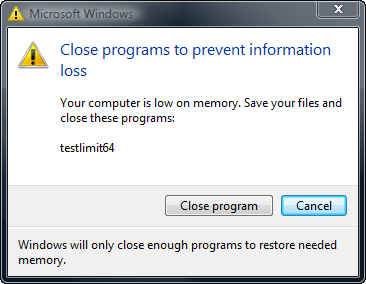 Microsoft Windows
Close programs to prevent information
loss
Your computer is low on memory. Save your files and
close these programs:
testlimit64
Close program
Cancel
Windows will only close enough programs to restore needed
memory.